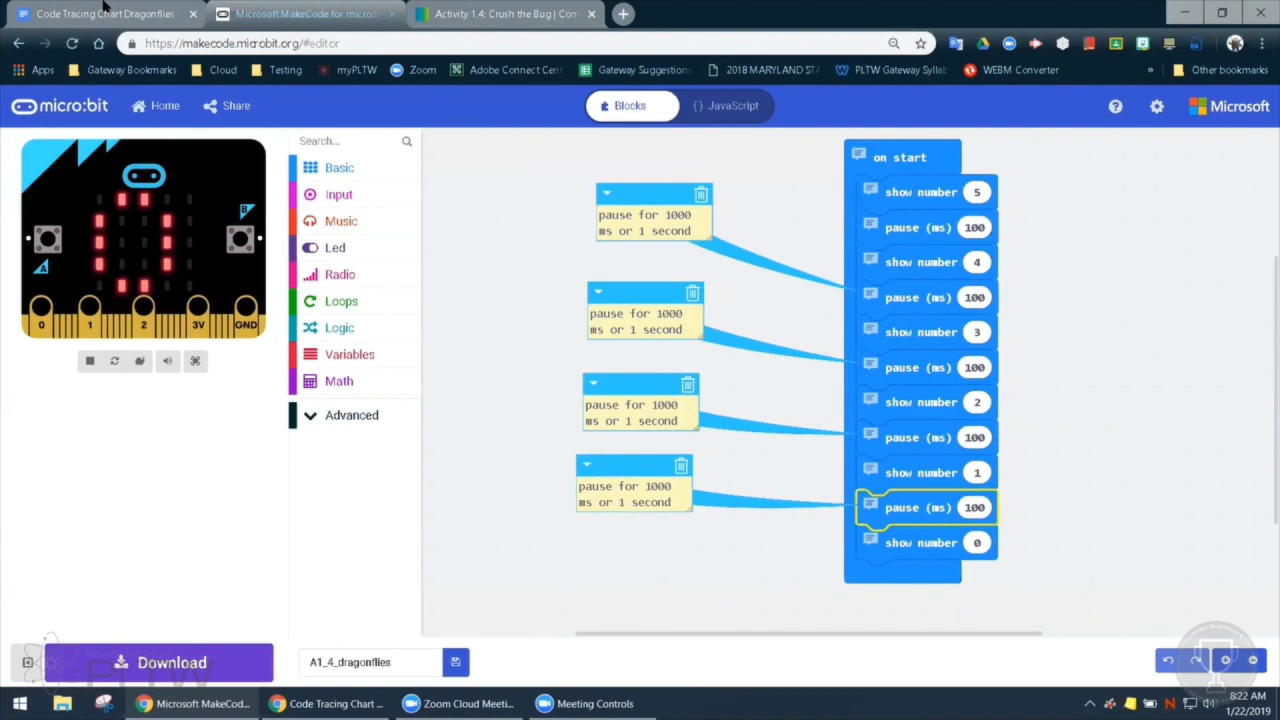 Code Tracing Chart Dragonflies -
Microsoft MakeCode for micro:b
Activity 1.4: Crush the Bug | Com
https://makecode.microbit.org/#editor
Apps
Gateway Bookmarks
Cloud
Testing
myPLTW
Zoom
Adobe Connect Cent
Gateway Suggestions
2018 MARYLAND STA
PLTW Gateway Syllab
WEBM Converter
»
Other bookmarks
micro:bit
Home
Share
Blocks
{ } JavaScript
Microsoft
A
B
0 1 2 3V GND
Search...
Basic
Input
Music
Led
Radio
Loops
Logic
Variables
Math
Advanced
pause for 1000
ms or 1 second
pause for 1000
ms or 1 second
pause for 1000
ms or 1 second
pause for 1000
ms or 1 second
on start
show number 5
pause (ms) 100
show number 4
pause (ms) 100
show number 3
pause (ms) 100
show number 2
pause (ms) 100
show number 1
pause (ms) 100
show number 0
Download
PLTW
A1_4_dragonflies
Microsoft MakeCod...
Code Tracing Chart ...
Zoom Cloud Meeti...
Meeting Controls
8:22 AM
1/22/2019